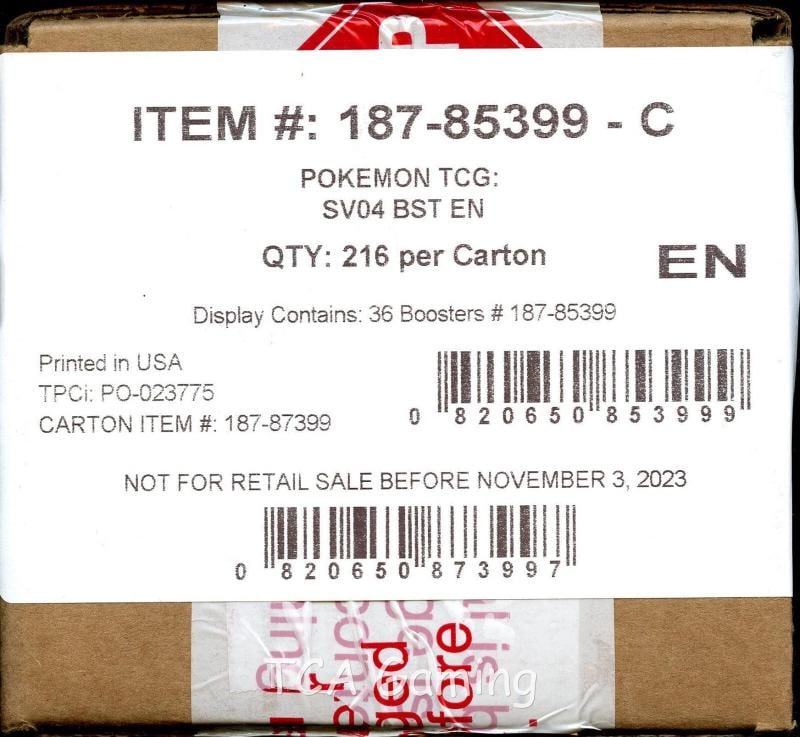 ITEM #: 187-85399 - C
POKEMON TCG:
SV04 BST EN
QTY: 216 per Carton
EN
Display Contains: 36 Boosters # 187-85399
Printed in USA
TPCi: PO-023775
CARTON ITEM #: 187-87399
0 820650 853999
NOT FOR RETAIL SALE BEFORE NOVEMBER 3, 2023
0 820650 873997
TCA Gaming